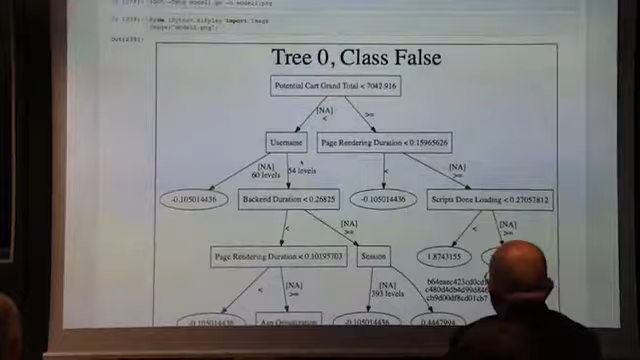 Tree 0, Class False
Potential Cart Grand Total < 7042.916
[NA]
<
>=
Username
Page Rendering Duration < 0.15965626
[NA]
60 levels
54 levels
<
[NA]
>=
-0.105014436
Backend Duration < 0.26825
-0.105014436
Scripts Done Loading < 0.27057812
<
[NA]
>=
<
[NA]
>=
Page Rendering Duration < 0.10195703
Session
1.8743155
<
[NA]
>=
[NA]
393 levels
-0.105014436
Any Organization
-0.105014436
0.4447994